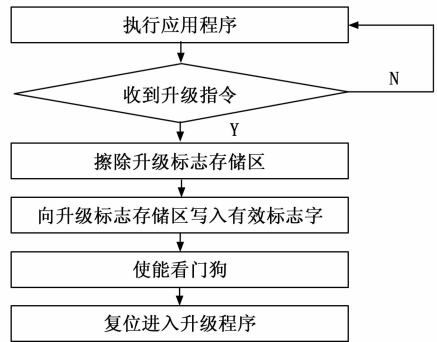 执行应用程序
收到升级指令
N
Y
擦除升级标志存储区
向升级标志存储区写入有效标志字
使能看门狗
复位进入升级程序